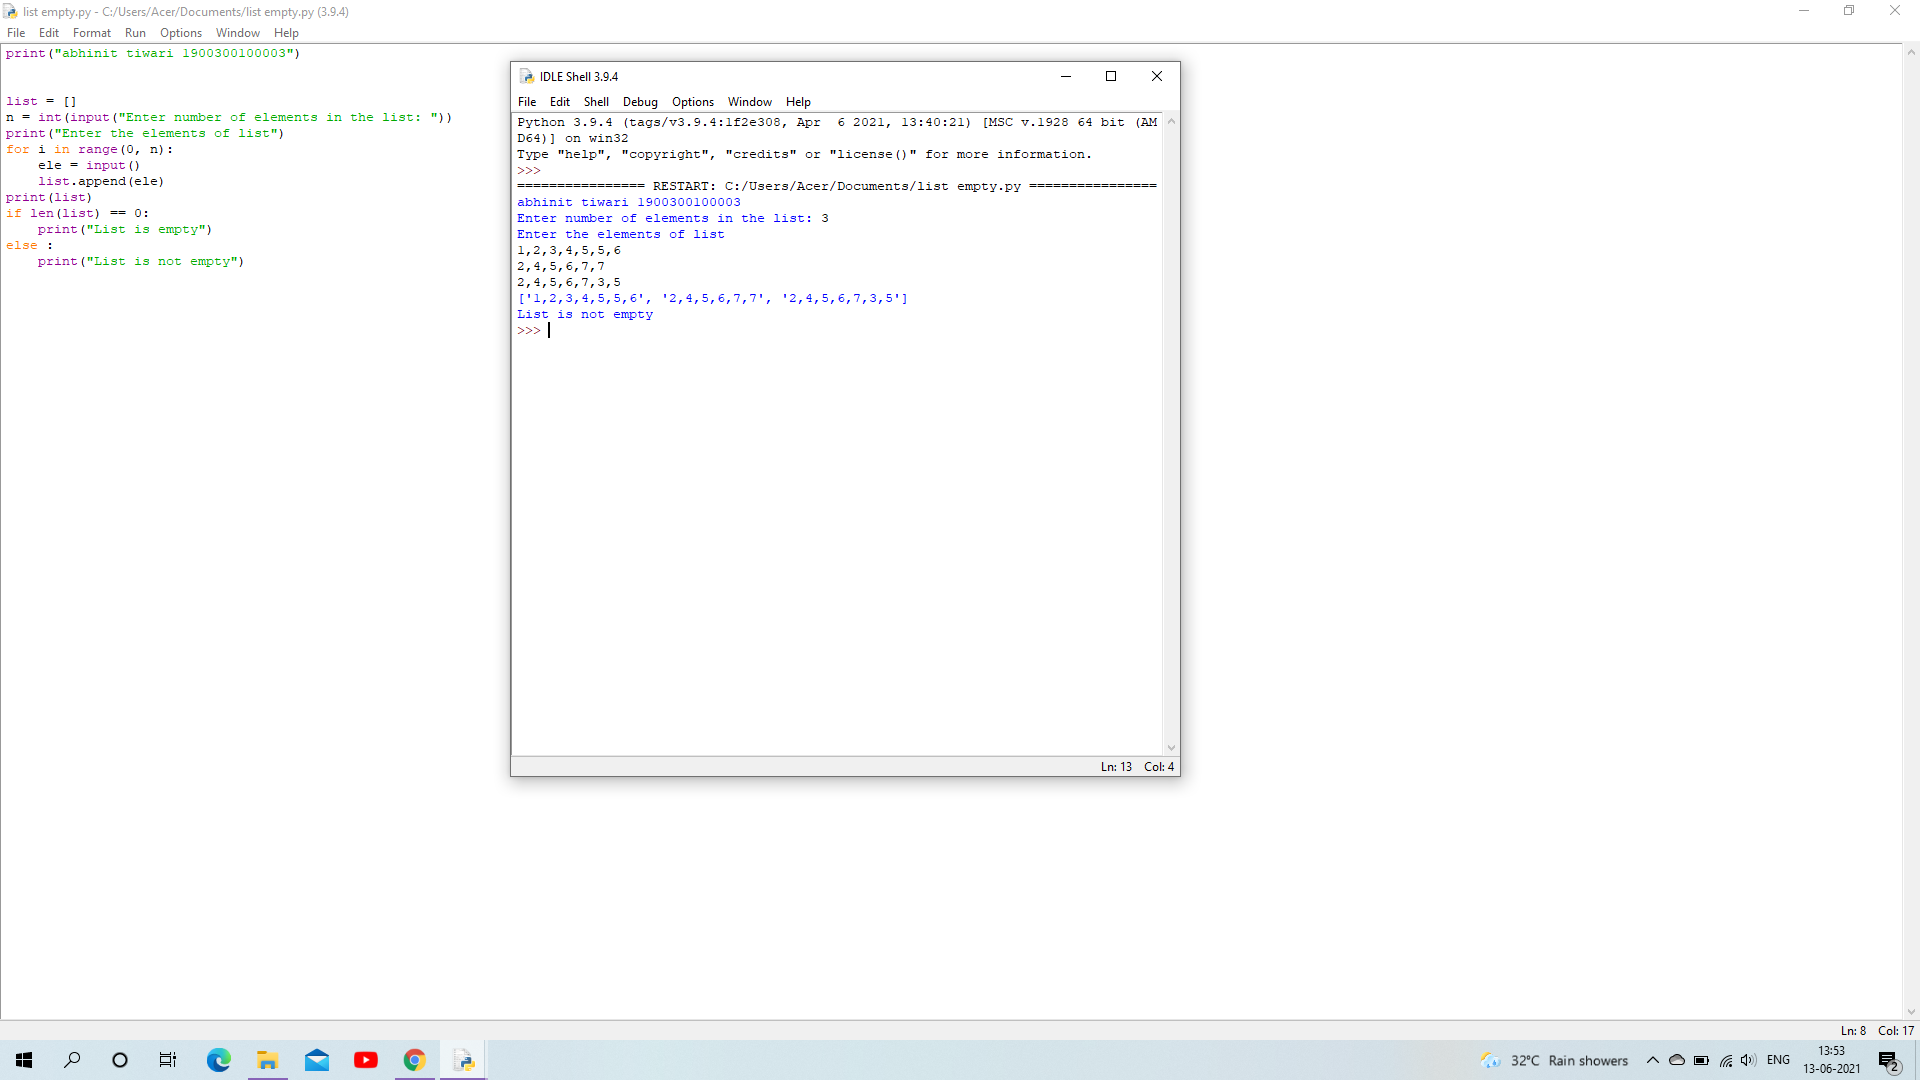 list empty.py - C:/Users/Acer/Documents/list empty.py (3.9.4)
File Edit Format Run Options Window Help
print("abhinit tiwari 1900300100003")
list = []
n = int(input("Enter number of elements in the list: "))
print("Enter the elements of list")
for i in range(0, n):
    ele = input()
    list.append(ele)
print(list)
if len(list) == 0:
    print("List is empty")
else :
    print("List is not empty")
IDLE Shell 3.9.4
File Edit Shell Debug Options Window Help
Python 3.9.4 (tags/v3.9.4:1f2e308, Apr  6 2021, 13:40:21) [MSC v.1928 64 bit (AM
D64)] on win32
Type "help", "copyright", "credits" or "license()" for more information.
>>>
================ RESTART: C:/Users/Acer/Documents/list empty.py ================
abhinit tiwari 1900300100003
Enter number of elements in the list: 3
Enter the elements of list
1,2,3,4,5,5,6
2,4,5,6,7,7
2,4,5,6,7,3,5
['1,2,3,4,5,5,6', '2,4,5,6,7,7', '2,4,5,6,7,3,5']
List is not empty
>>>
Ln: 13 Col: 4
Ln: 8 Col: 17
32°C Rain showers
ENG
13:53
13-06-2021
2